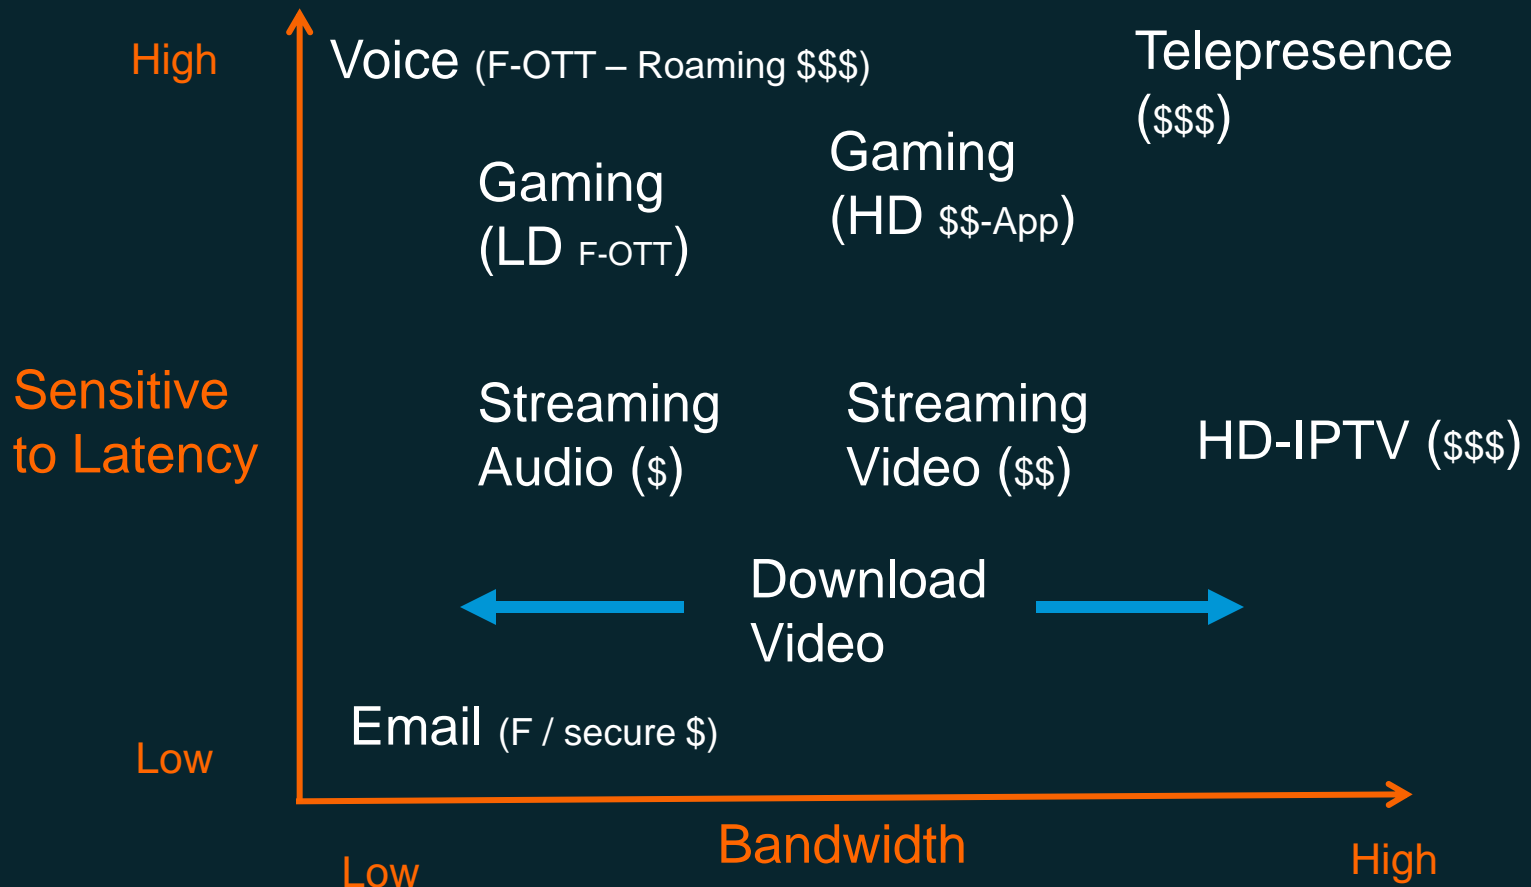 High
Voice (F-OTT – Roaming $$$)
Telepresence
($$$)
Gaming
(LD F-OTT)
Gaming
(HD $$-App)
Sensitive
to Latency
Streaming
Audio ($)
Streaming
Video ($$)
HD-IPTV ($$$)
Download
Video
Email (F / secure $)
Low
Bandwidth
Low
High